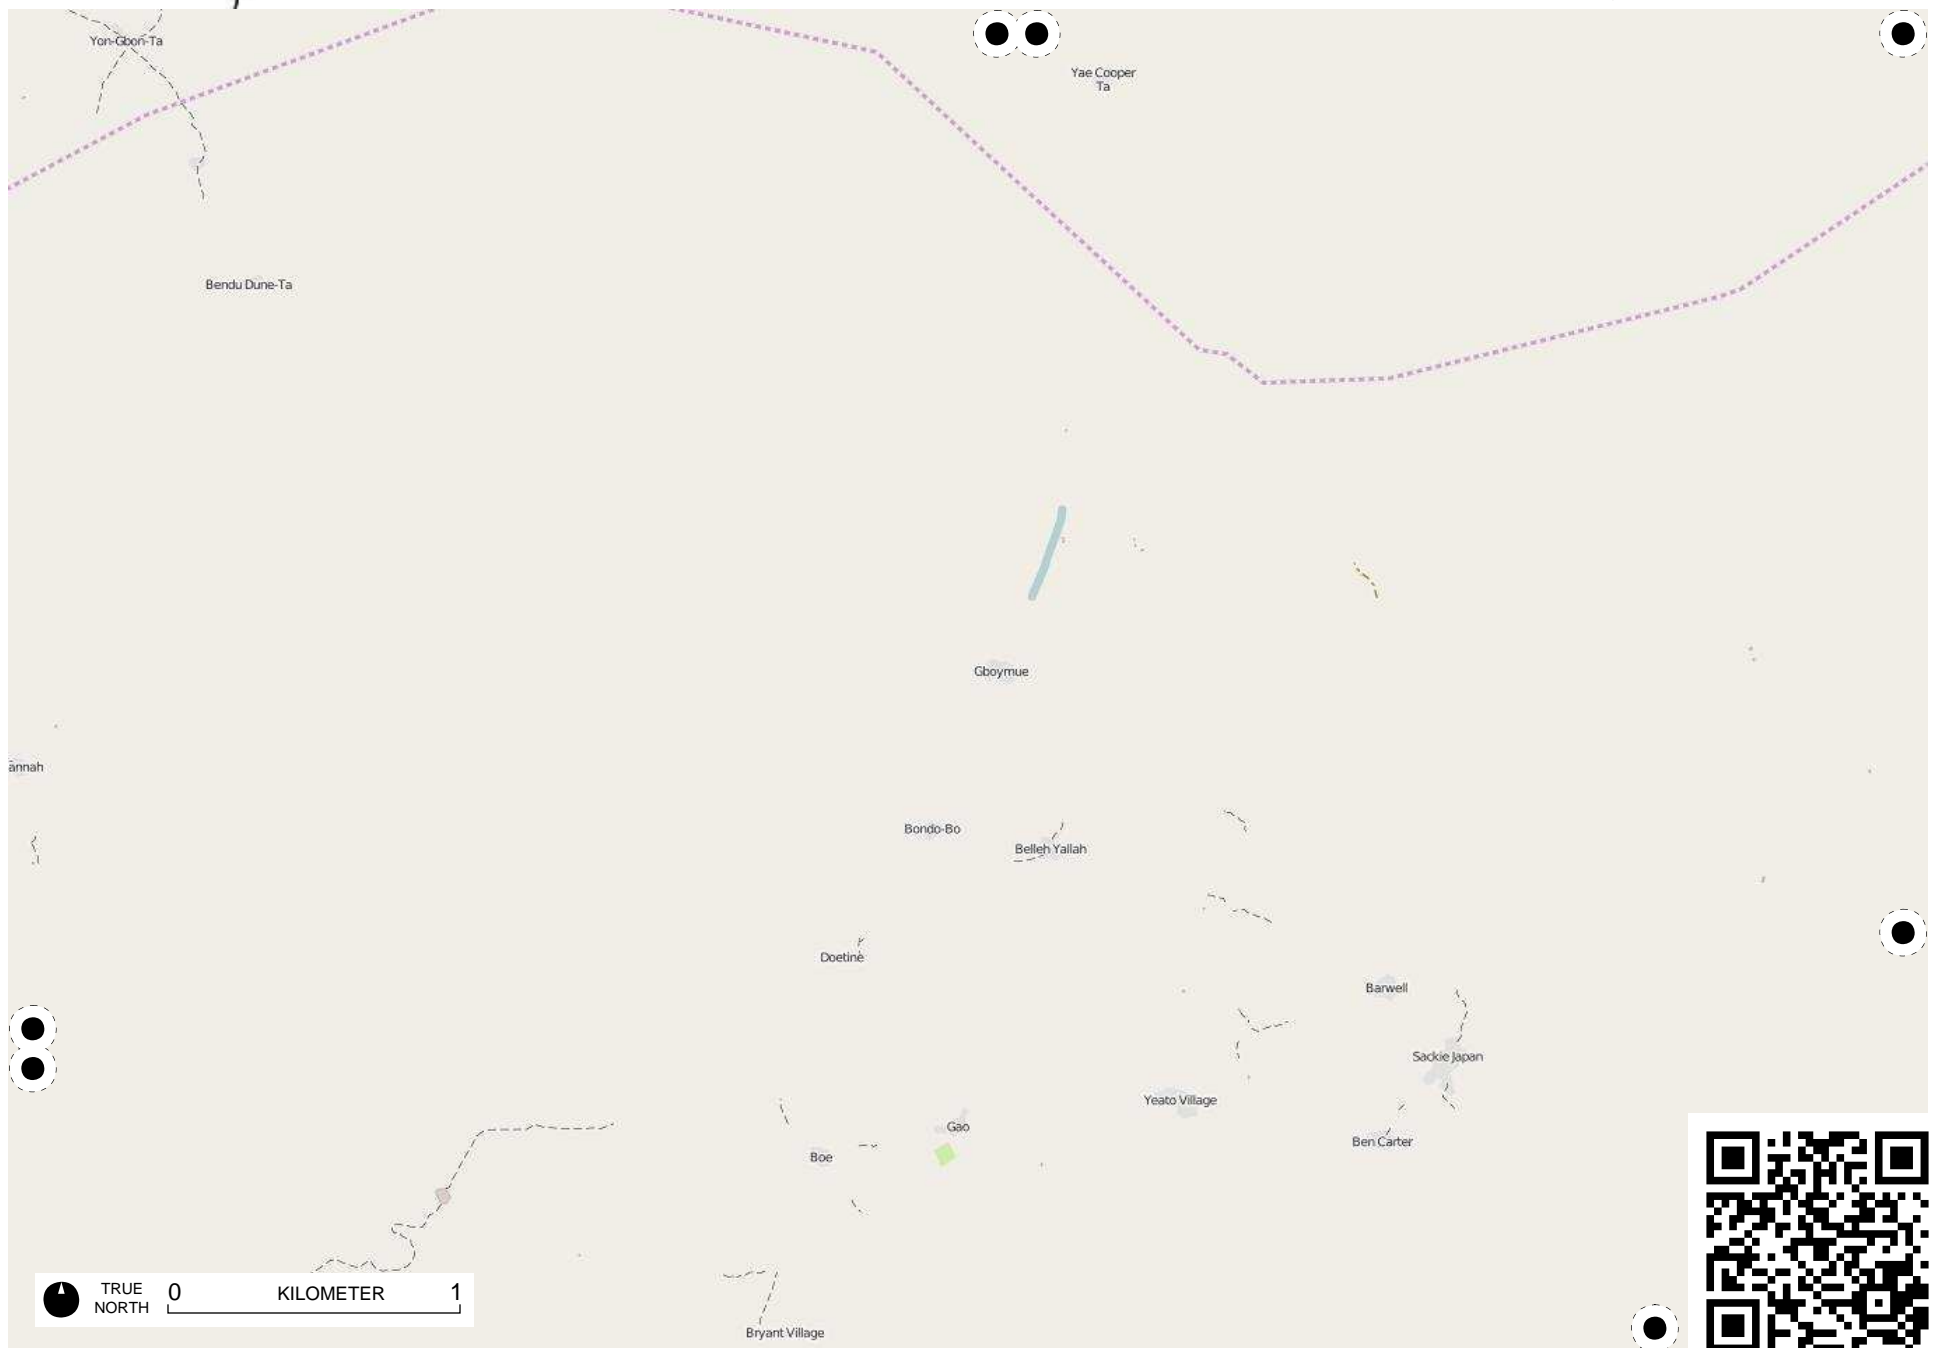 Yon-Gbon-Ta
Yae Cooper
Ta
Bendu Dune-Ta
Gboymue
annah
Bondo-Bo
Belleh Yallah
Doetine
Barwell
Sackie Japan
Yeato Village
Gao
Ben Carter
Boe
TRUE
NORTH
0 KILOMETER 1
Bryant Village